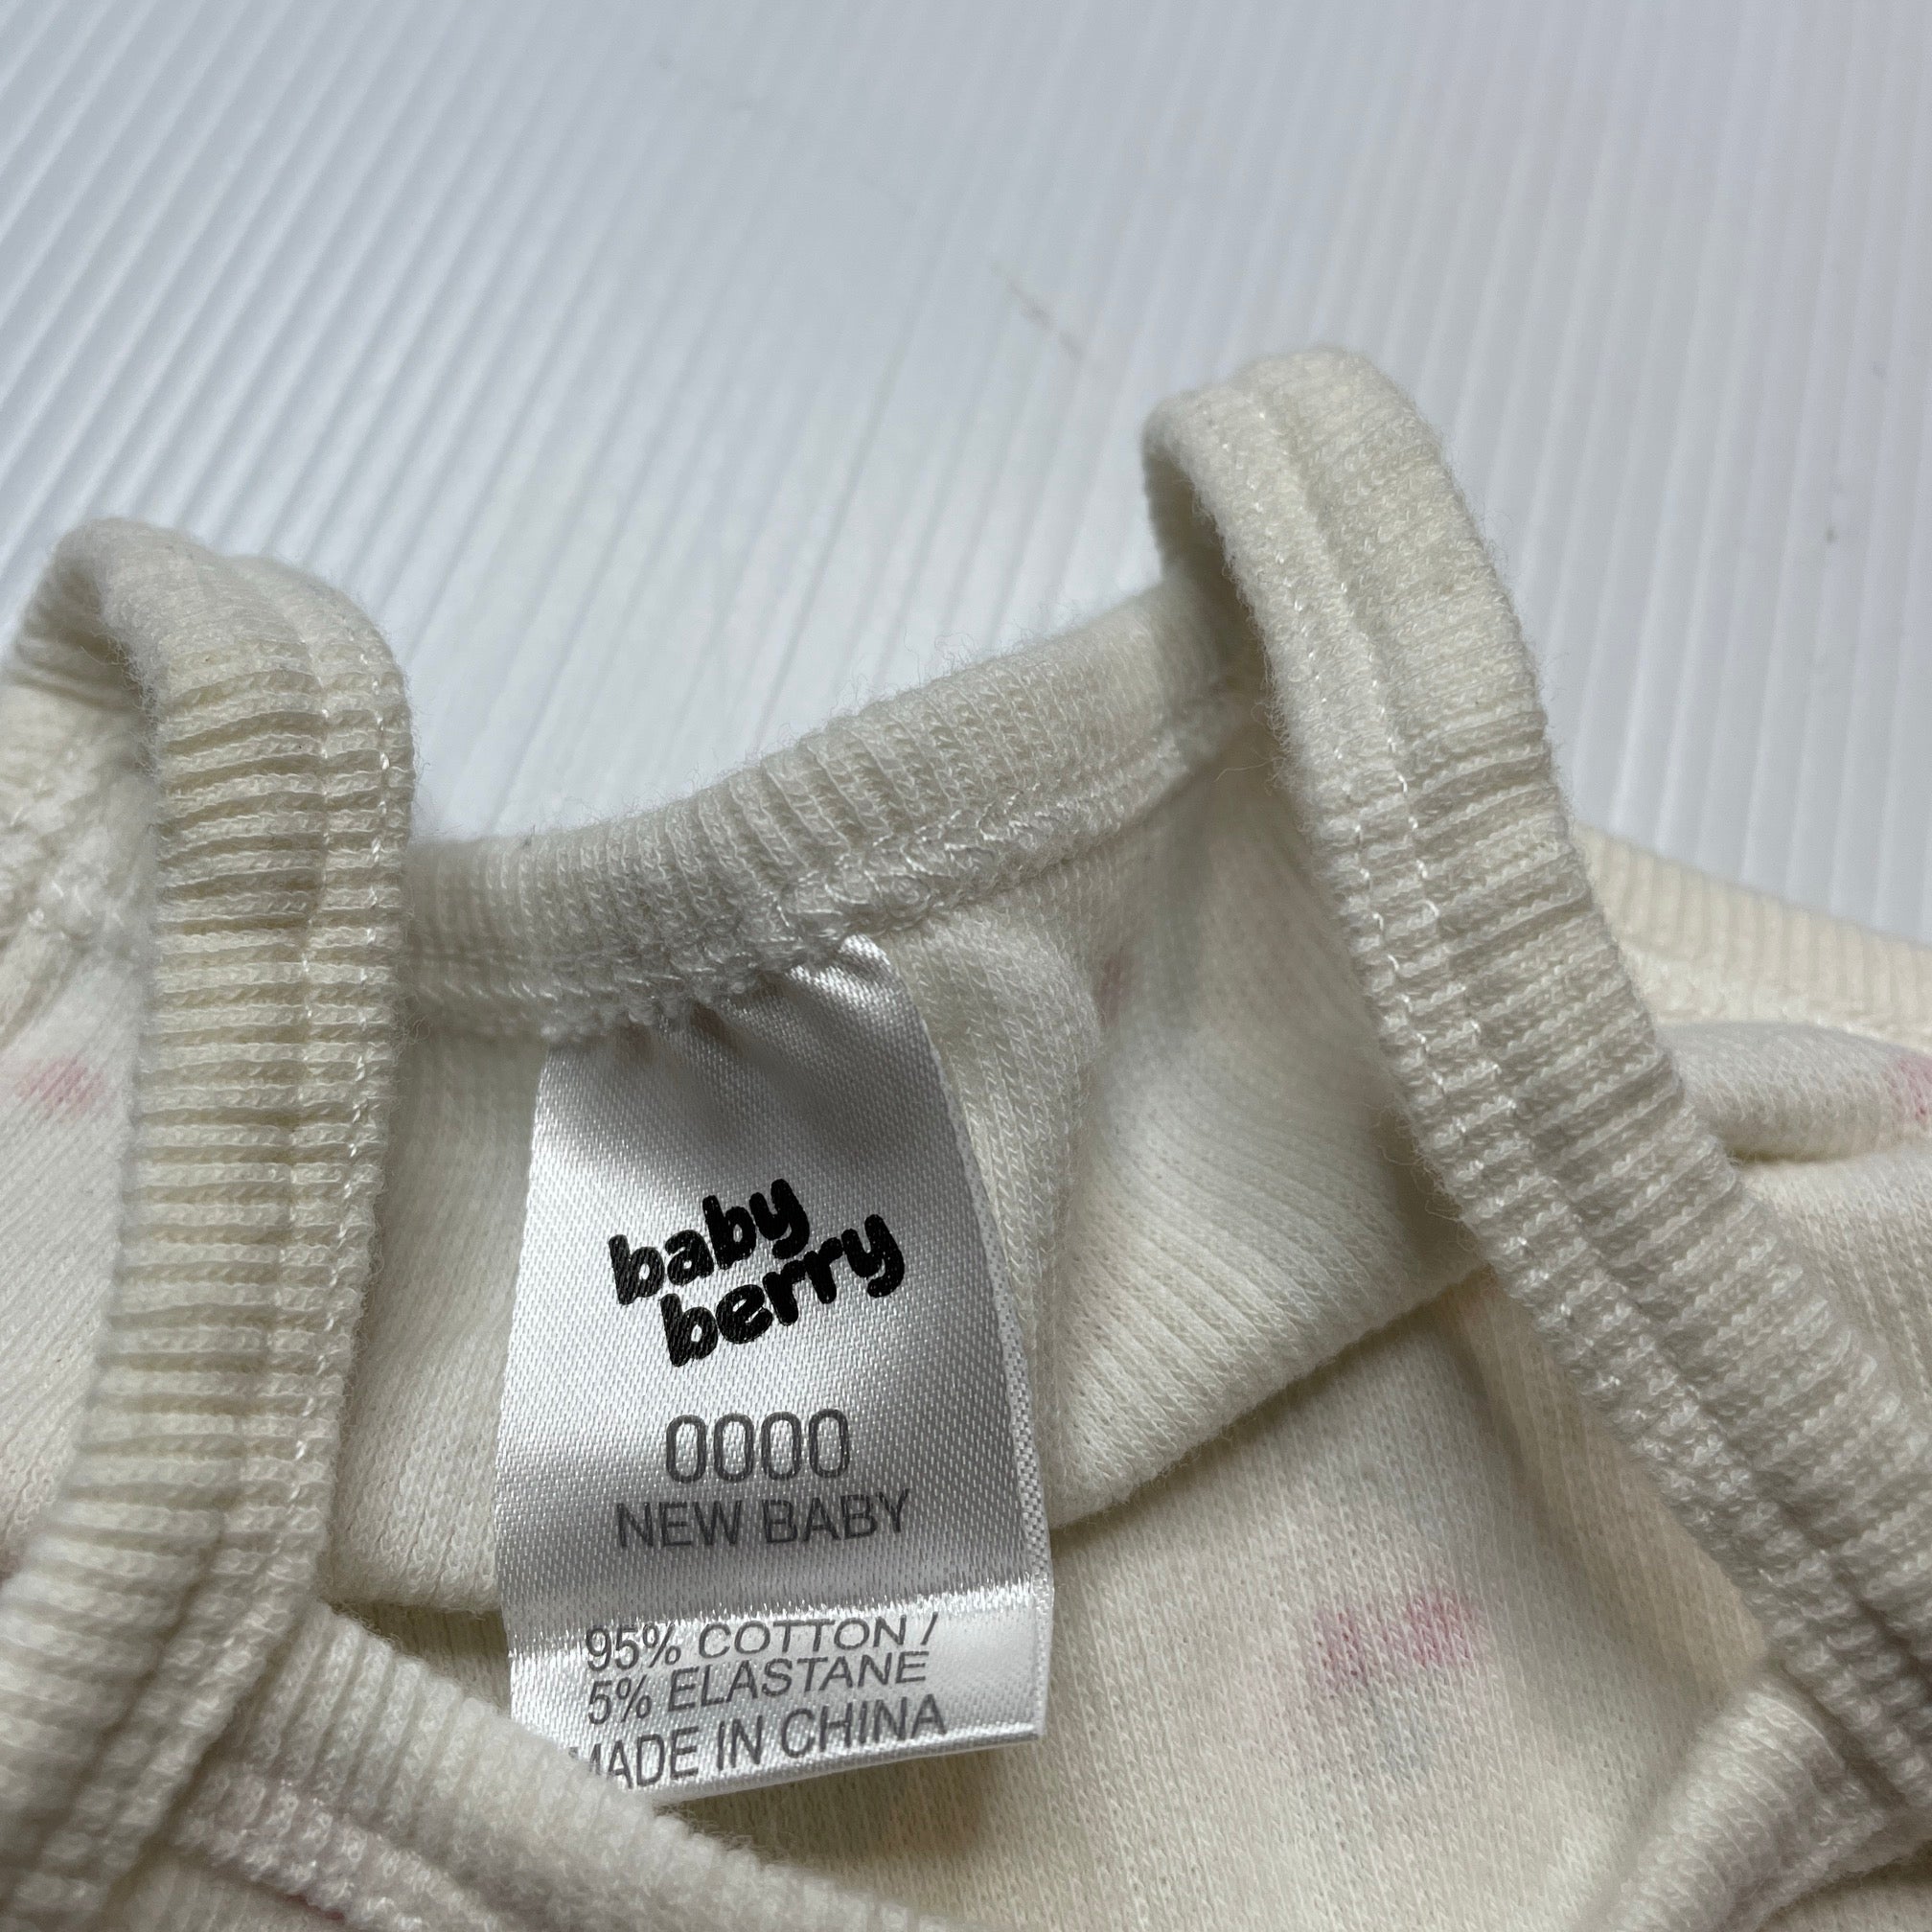 baby
berry
0000
NEW BABY
95% COTTON /
5% ELASTANE
MADE IN CHINA